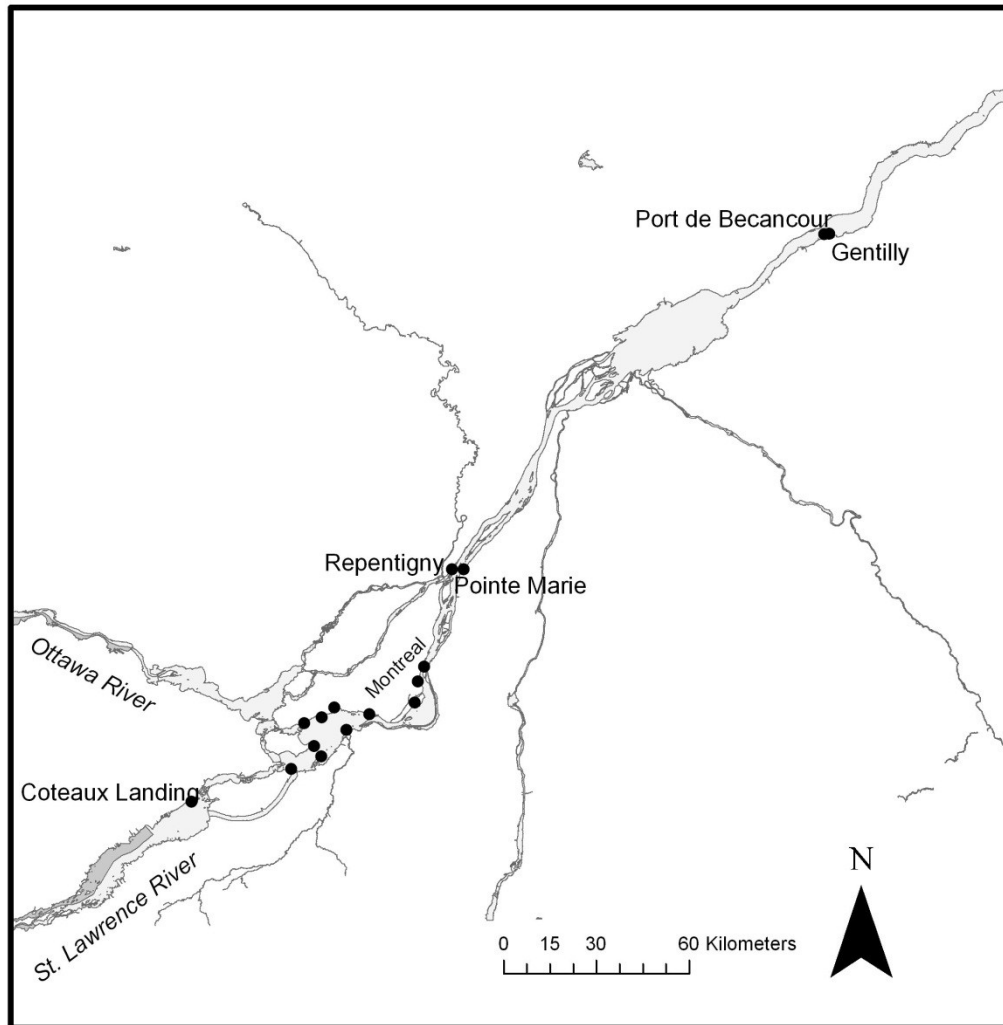 Port de Becancour
Gentilly
Repentigny
Pointe Marie
Montreal
Ottawa River
Coteaux Landing
St. Lawrence River
N
0 15 30 60 Kilometers